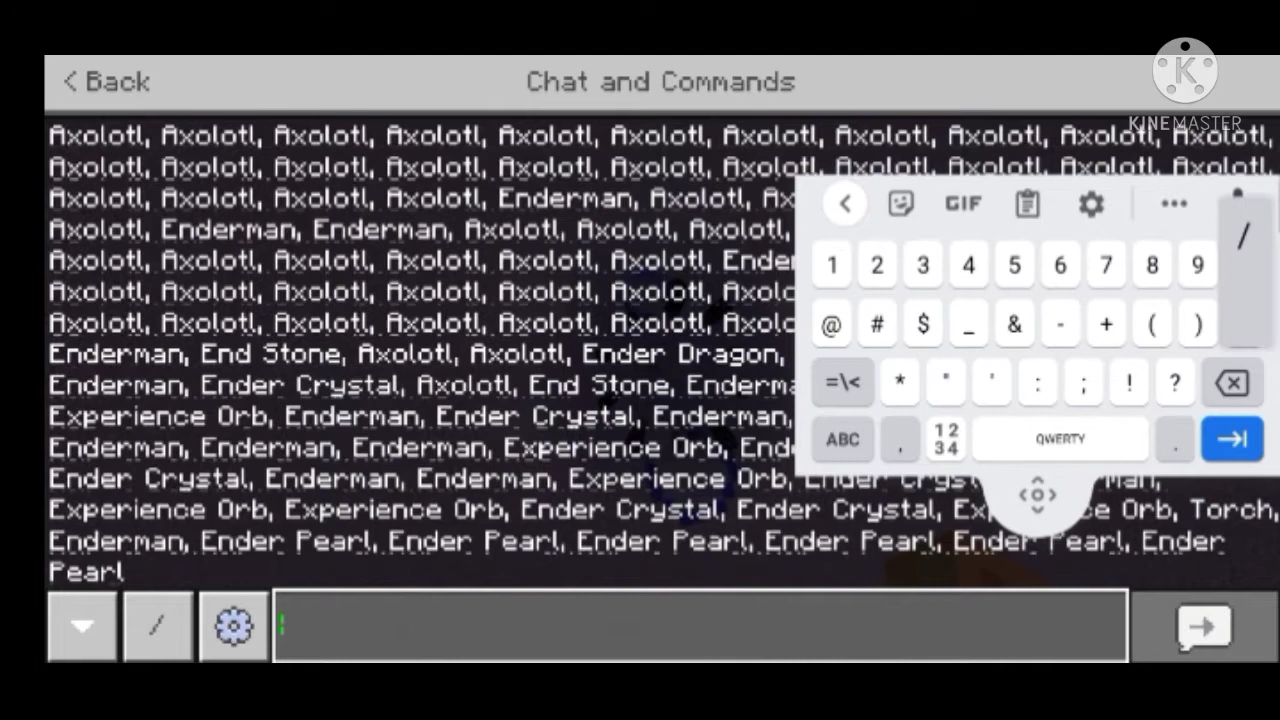 Back
Chat and Commands
KINEMASTER
Axolotl, Axolotl, Axolotl, Axolotl, Axolotl, Axolotl, Axolotl, Axolotl, Axolotl, Axolotl, Axolotl,
Axolotl, Axolotl, Axolotl, Axolotl, Axolotl, Axolotl, Axolotl, Axolotl, Axolotl, Axolotl, Axolotl,
Axolotl, Axolotl, Axolotl, Axolotl, Enderman, Axolotl,
Axolotl, Enderman, Enderman, Axolotl, Axolotl, Axolotl,
Axolotl, Axolotl, Axolotl, Axolotl, Axolotl, Axolotl,
Axolotl, Axolotl, Axolotl, Axolotl, Axolotl, Axolotl,
Axolotl, Axolotl, Axolotl, Axolotl, Axolotl, Axolotl,
Enderman, End Stone, Axolotl, Axolotl, Ender Dragon,
Enderman, Ender Crystal, Axolotl, End Stone,
Experience Orb, Enderman, Ender Crystal, Enderman,
Enderman, Enderman, Enderman, Experience Orb,
Ender Crystal, Enderman, Enderman, Experience Orb,
Experience Orb, Experience Orb, Ender Crystal, Ender Crystal, Orb, Torch,
Enderman, Ender Pearl, Ender Pearl, Ender Pearl, Ender Pearl, Ender Pearl, Ender
Pearl
GIF
/
1 2 3 4 5 6 7 8 9
@ # $ _ & - + ( )
=\< * " ' : ; ! ?
ABC , 12 34 QWERTY .
/